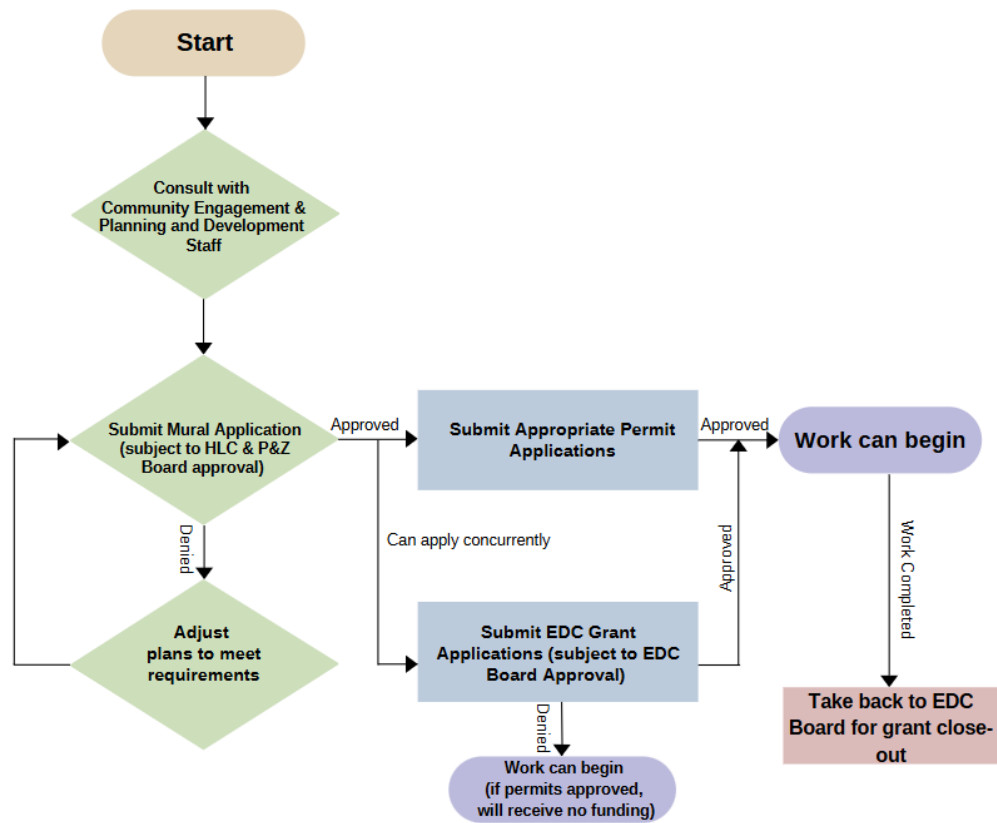 Start
Consult with
Community Engagement &
Planning and Development
Staff
Submit Mural Application
(subject to HLC & P&Z
Board approval)
Approved
Submit Appropriate Permit
Applications
Approved
Work can begin
Denied
Can apply concurrently
Approved
Work Completed
Adjust
plans to meet
requirements
Submit EDC Grant
Applications (subject to EDC
Board Approval)
Denied
Take back to EDC
Board for grant close-
out
Work can begin
(if permits approved,
will receive no funding)